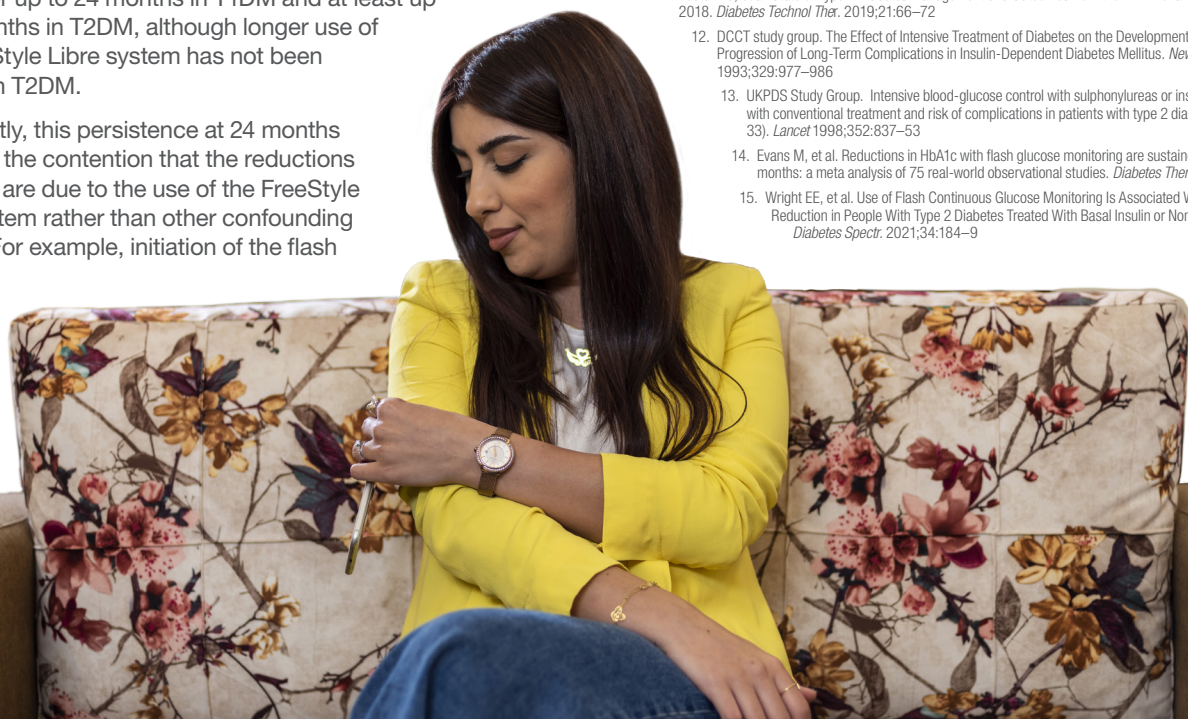 up to 24 months in T1DM and at least up
nths in T2DM, although longer use of
Style Libre system has not been
T2DM.
tly, this persistence at 24 months
the contention that the reductions
are due to the use of the FreeStyle
tem rather than other confounding
For example, initiation of the flash
2018. Diabetes Technol Ther. 2019;21:66–72
12. DCCT study group. The Effect of Intensive Treatment of Diabetes on the Development
Progression of Long-Term Complications in Insulin-Dependent Diabetes Mellitus. New
1993;329:977–986
13. UKPDS Study Group. Intensive blood-glucose control with sulphonylureas or ins
with conventional treatment and risk of complications in patients with type 2 dia
33). Lancet 1998;352:837–53
14. Evans M, et al. Reductions in HbA1c with flash glucose monitoring are sustain
months: a meta analysis of 75 real-world observational studies. Diabetes Ther
15. Wright EE, et al. Use of Flash Continuous Glucose Monitoring Is Associated W
Reduction in People With Type 2 Diabetes Treated With Basal Insulin or Non
Diabetes Spectr. 2021;34:184–9